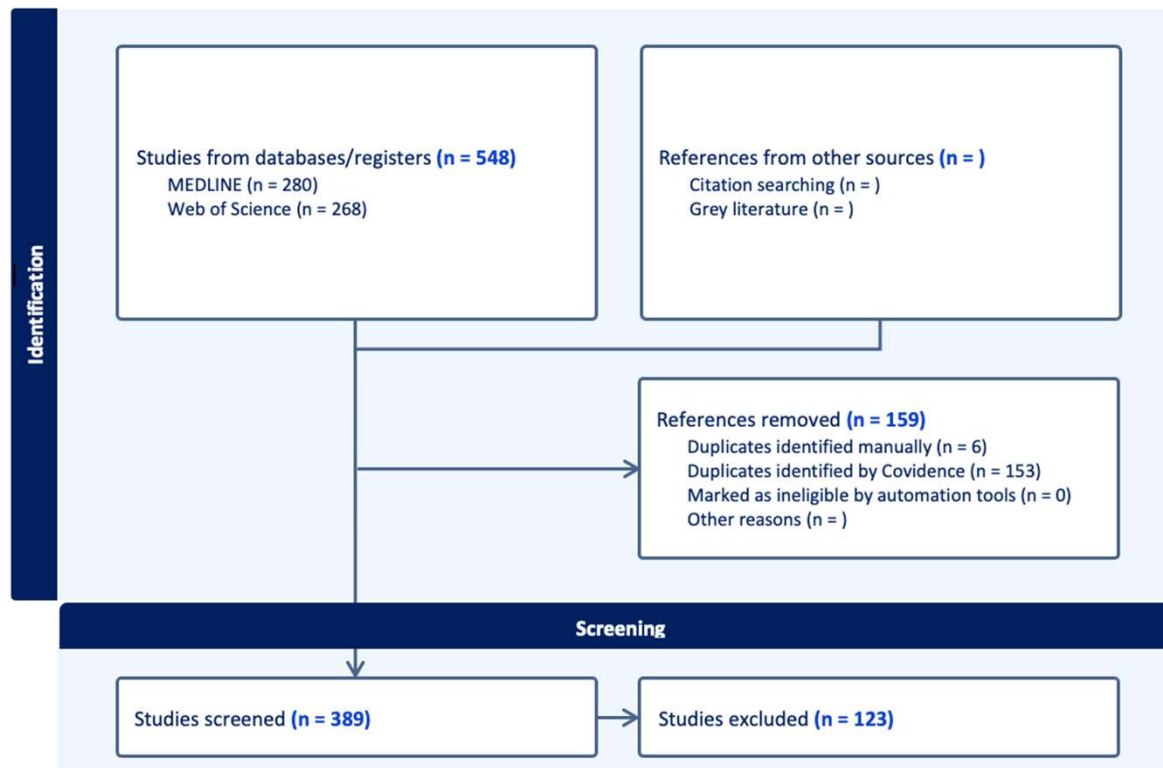 Identification
Studies from databases/registers (n = 548)
MEDLINE (n = 280)
Web of Science (n = 268)
References from other sources (n = )
Citation searching (n = )
Grey literature (n = )
References removed (n = 159)
Duplicates identified manually (n = 6)
Duplicates identified by Covidence (n = 153)
Marked as ineligible by automation tools (n = 0)
Other reasons (n = )
Screening
Studies screened (n = 389)
Studies excluded (n = 123)